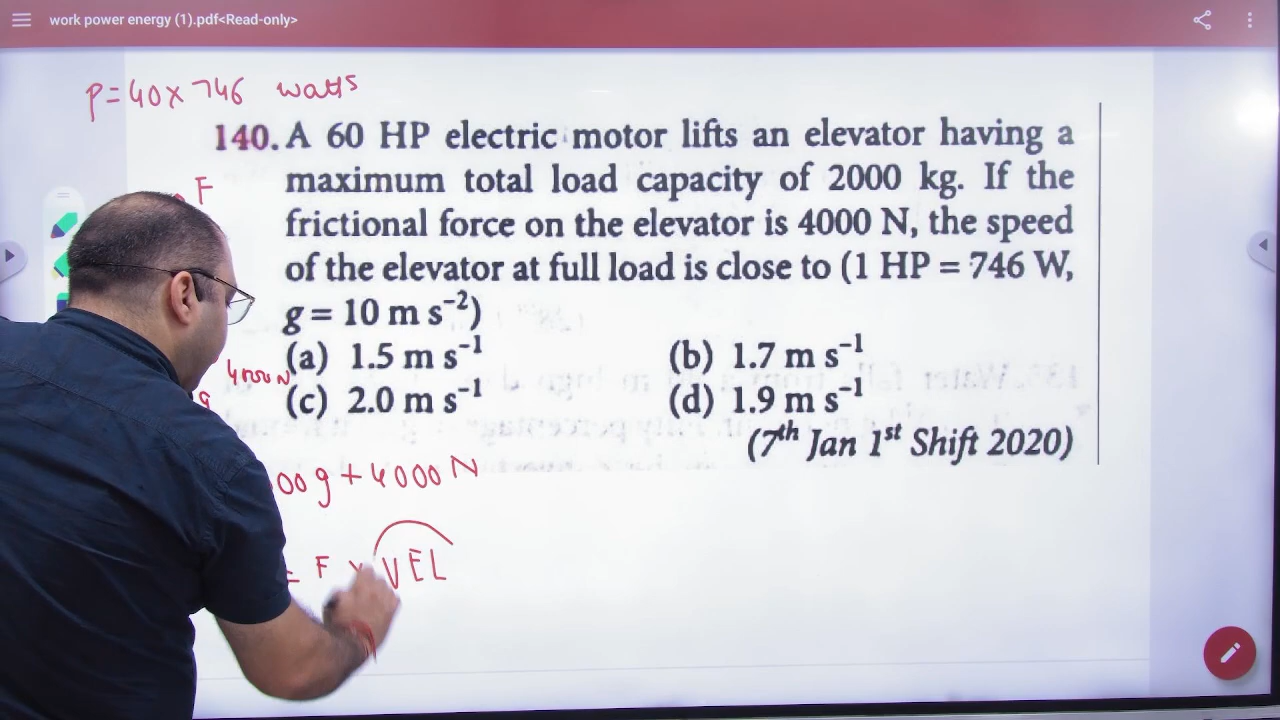 work power energy (1).pdf<Read-only>
P = 40 x 746 watts
140. A 60 HP electric motor lifts an elevator having a
maximum total load capacity of 2000 kg. If the
frictional force on the elevator is 4000 N, the speed
of the elevator at full load is close to (1 HP = 746 W,
g = 10 m s⁻²)
(a) 1.5 m s⁻¹ (b) 1.7 m s⁻¹
(c) 2.0 m s⁻¹ (d) 1.9 m s⁻¹
(7th Jan 1st Shift 2020)
F
4000N
g
00g + 4000 N
= F x VEL